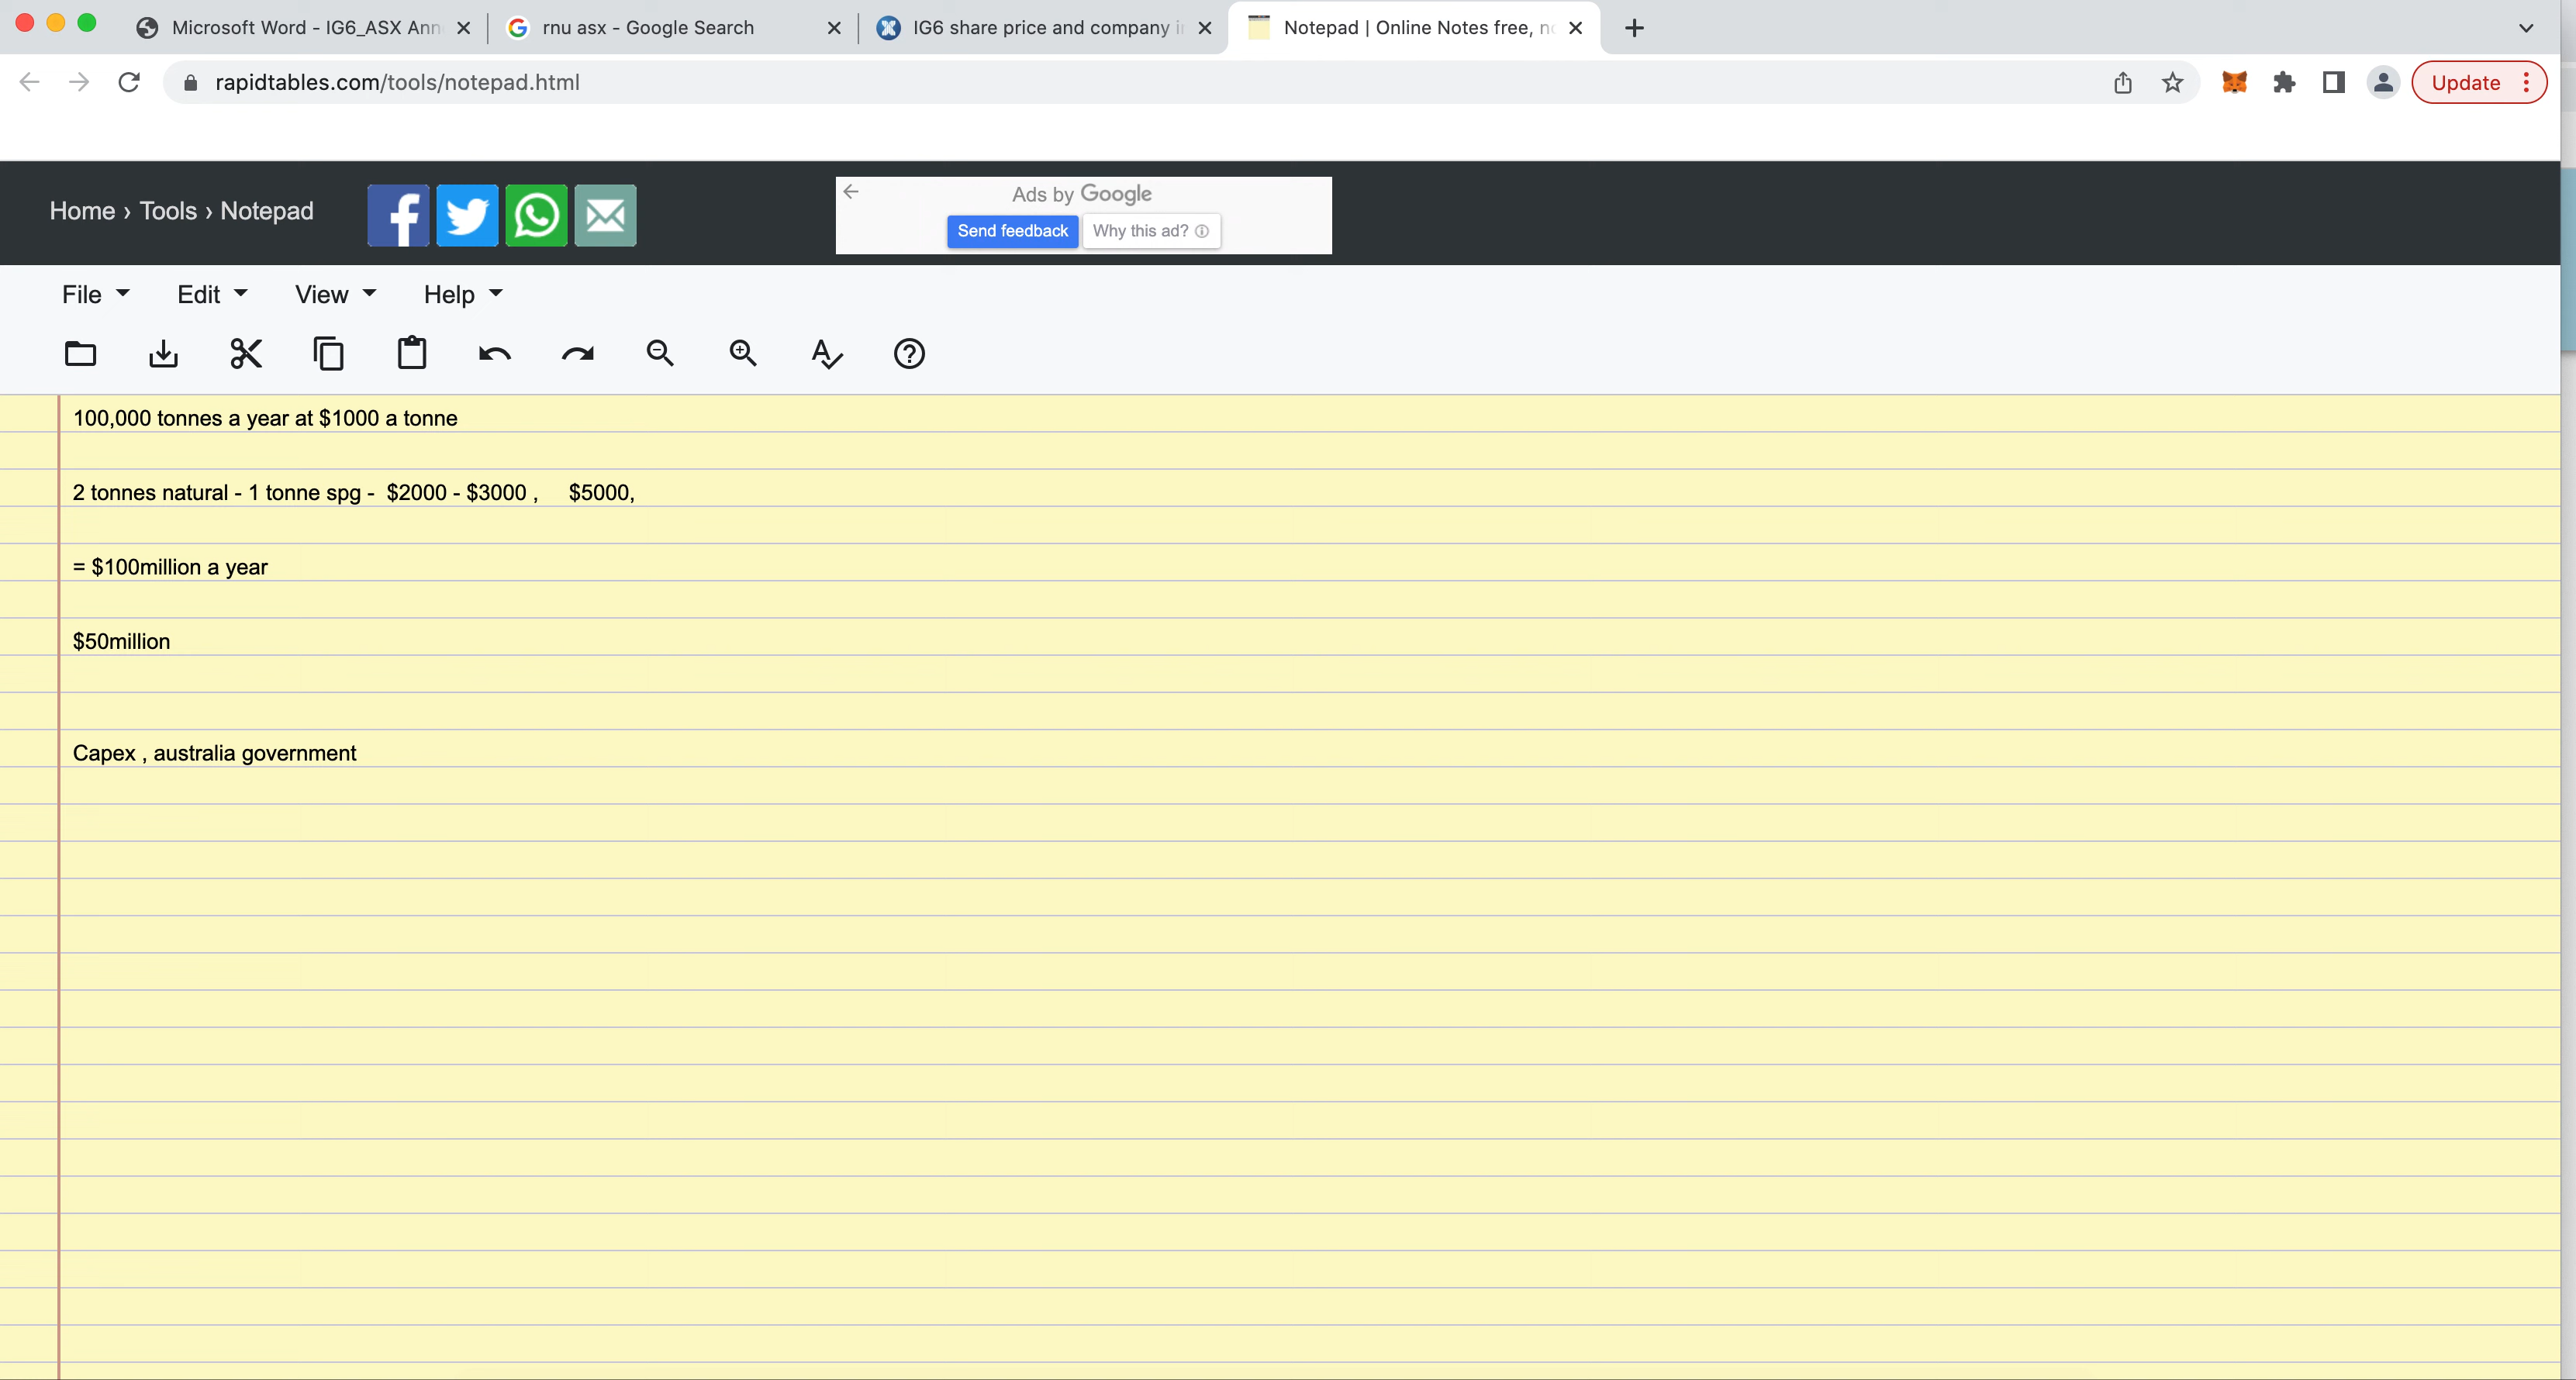 Microsoft Word - IG6_ASX Ann
rnu asx - Google Search
IG6 share price and company i
Notepad | Online Notes free, n
rapidtables.com/tools/notepad.html
Update
Home › Tools › Notepad
Ads by Google
Send feedback
Why this ad?
File
Edit
View
Help
100,000 tonnes a year at $1000 a tonne
2 tonnes natural - 1 tonne spg - $2000 - $3000 , $5000,
= $100million a year
$50million
Capex , australia government